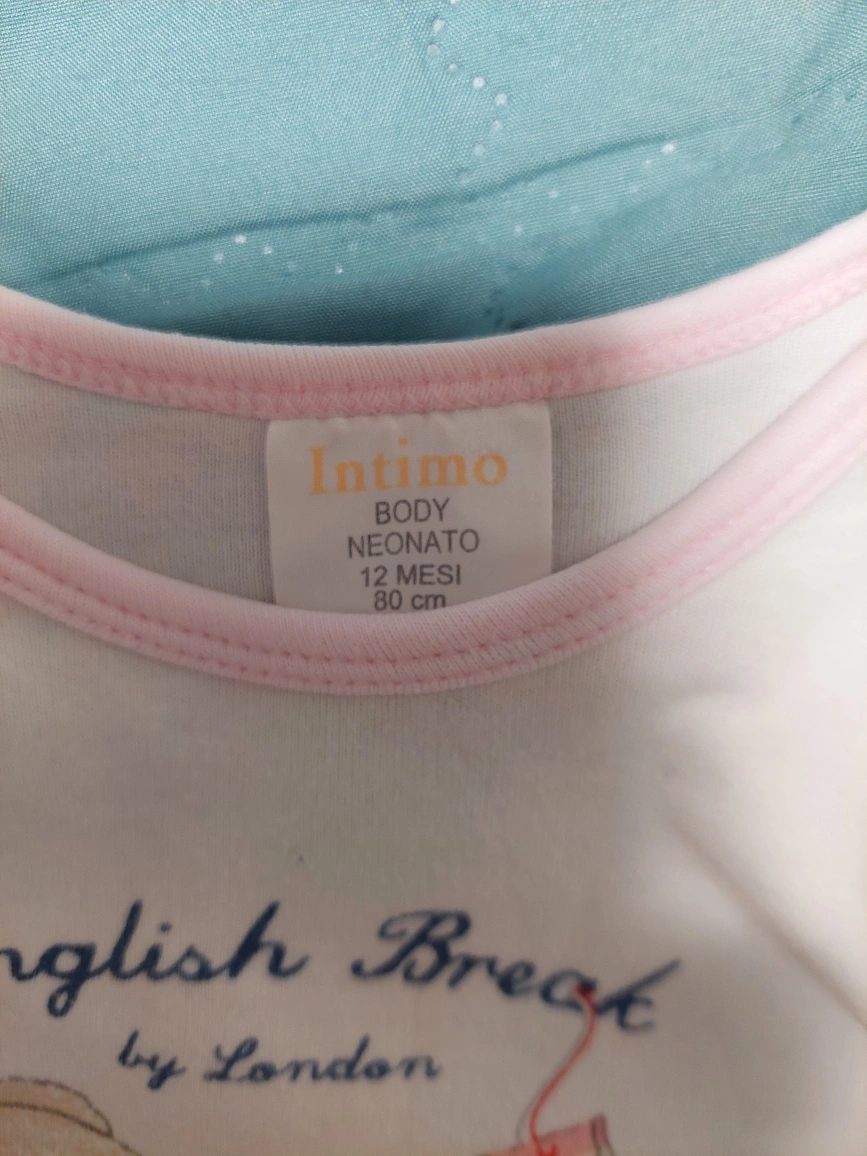 Intimo
BODY
NEONATO
12 MESI
80 cm
nglish Break
by London